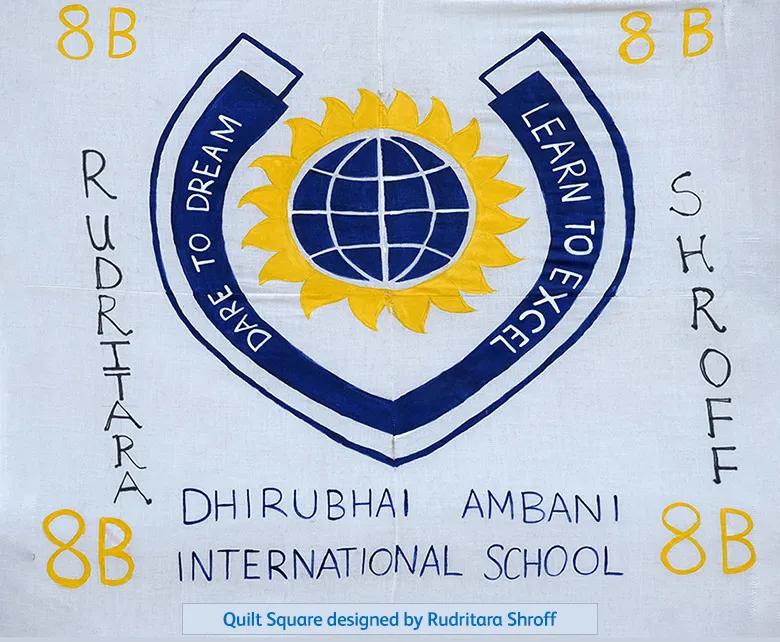 8B 8B
RUDRITARA
DARE TO DREAM
LEARN TO EXCEL
SHROFF
DHIRUBHAI AMBANI
INTERNATIONAL SCHOOL
8B 8B
Quilt Square designed by Rudritara Shroff